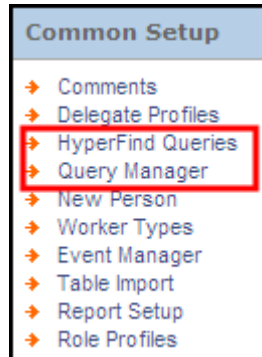 Common Setup
Comments
Delegate Profiles
HyperFind Queries
Query Manager
New Person
Worker Types
Event Manager
Table Import
Report Setup
Role Profiles